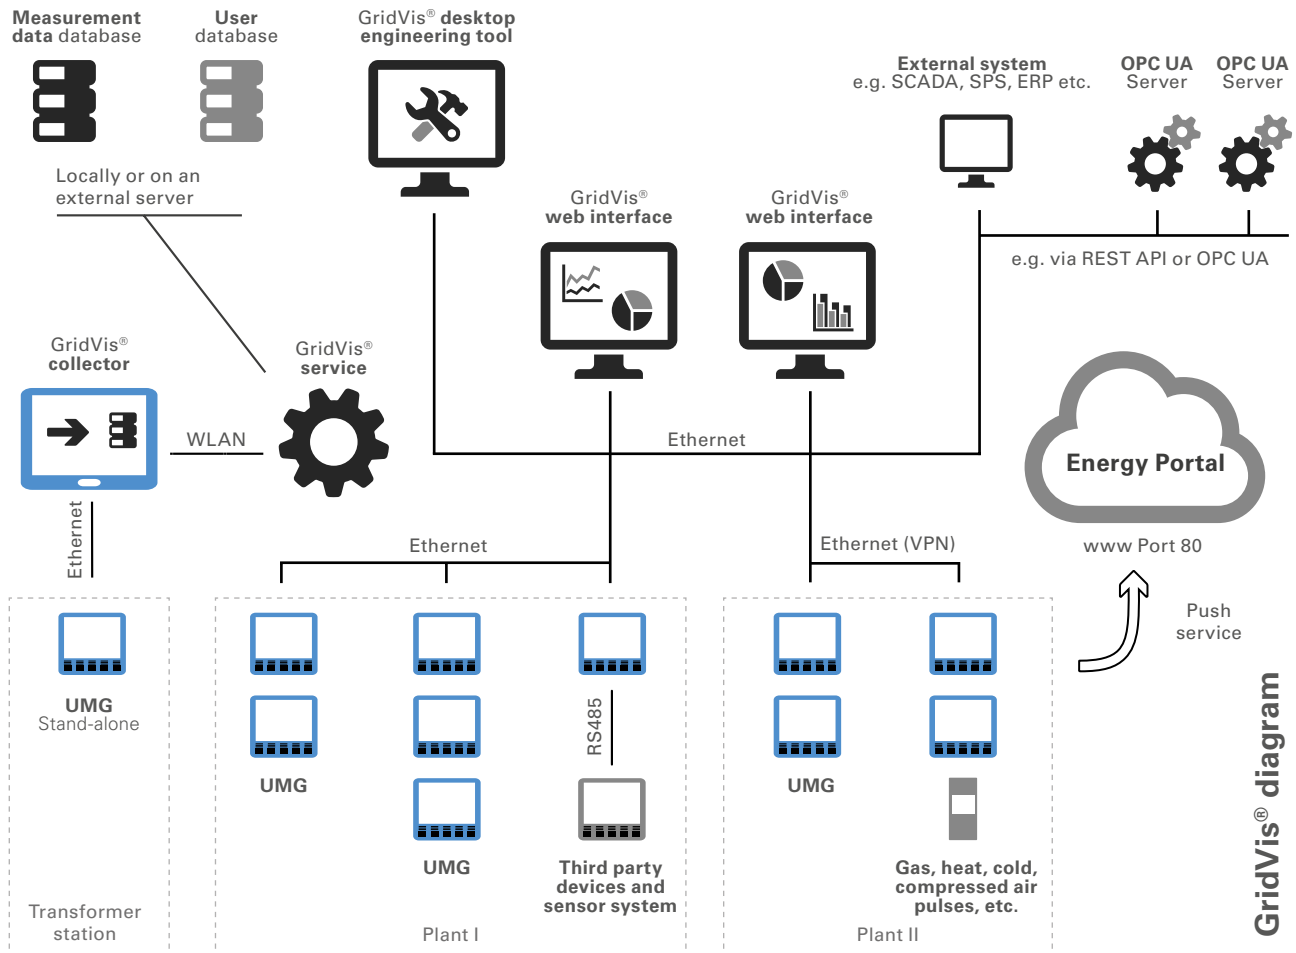 Measurement
data database
User
database
GridVis® desktop
engineering tool
External system
e.g. SCADA, SPS, ERP etc.
OPC UA
Server
OPC UA
Server
Locally or on an
external server
GridVis®
web interface
GridVis®
web interface
e.g. via REST API or OPC UA
GridVis®
collector
GridVis®
service
WLAN
Ethernet
Energy Portal
www Port 80
Ethernet
Ethernet
Ethernet (VPN)
Push
service
UMG
Stand-alone
RS485
UMG
UMG
UMG
Third party
devices and
sensor system
Gas, heat, cold,
compressed air
pulses, etc.
Transformer
station
Plant I
Plant II
GridVis® diagram